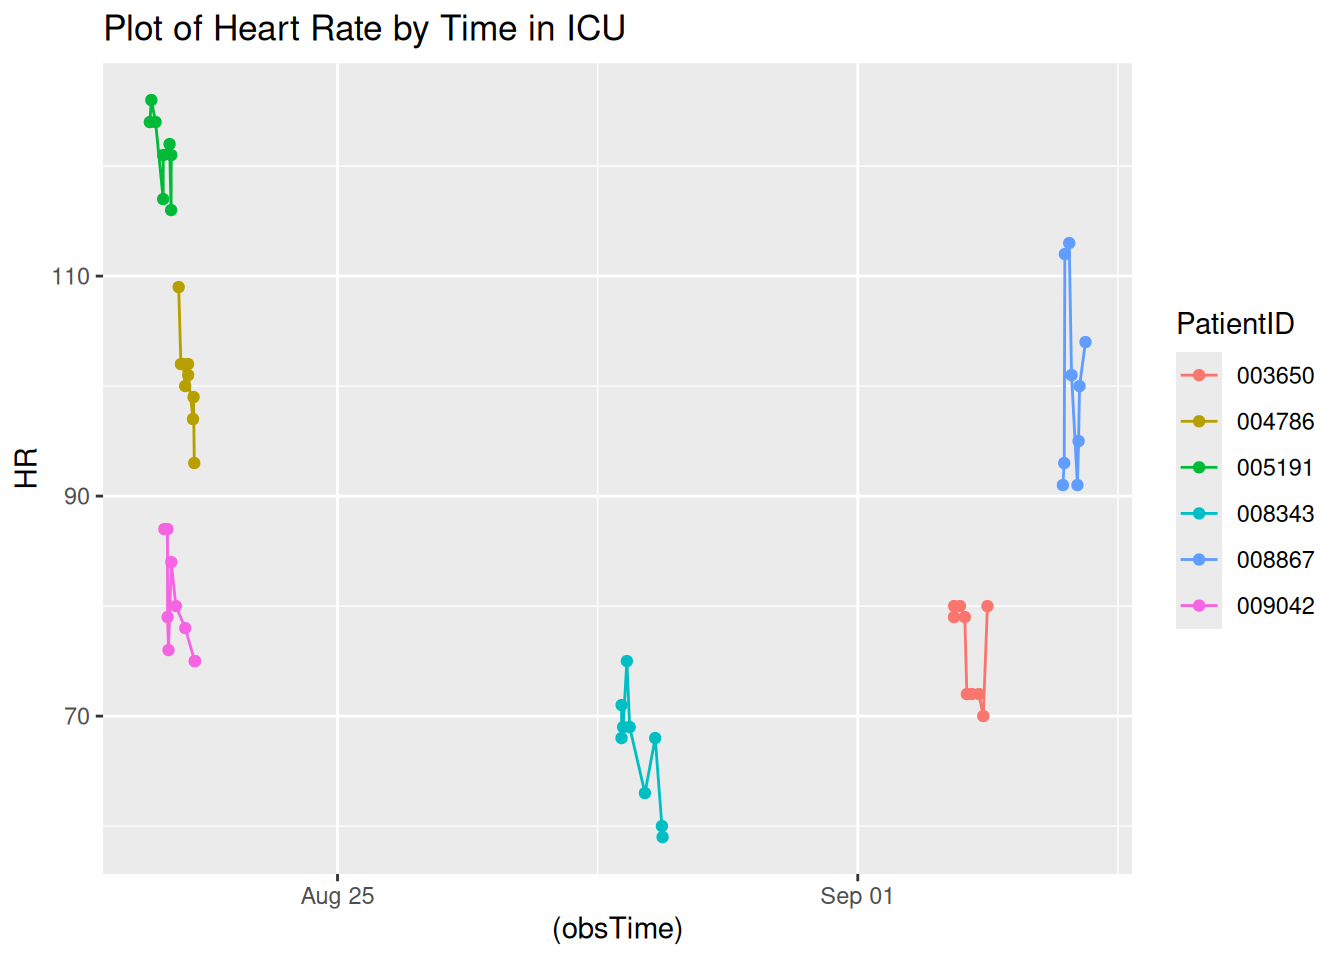 Plot of Heart Rate by Time in ICU
110
90
70
HR
Aug 25
Sep 01
(obsTime)
PatientID
003650
004786
005191
008343
008867
009042